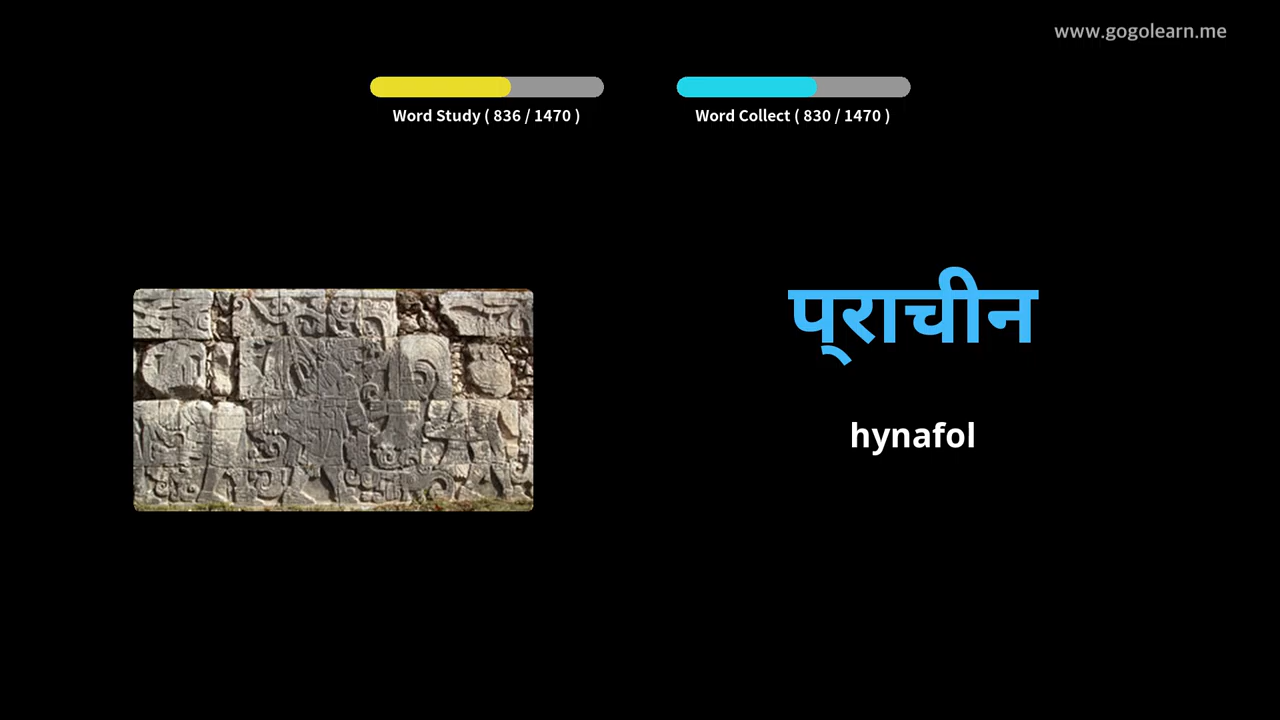 www.gogolearn.me
Word Study ( 836 / 1470 )
Word Collect ( 830 / 1470 )
प्राचीन
hynafol